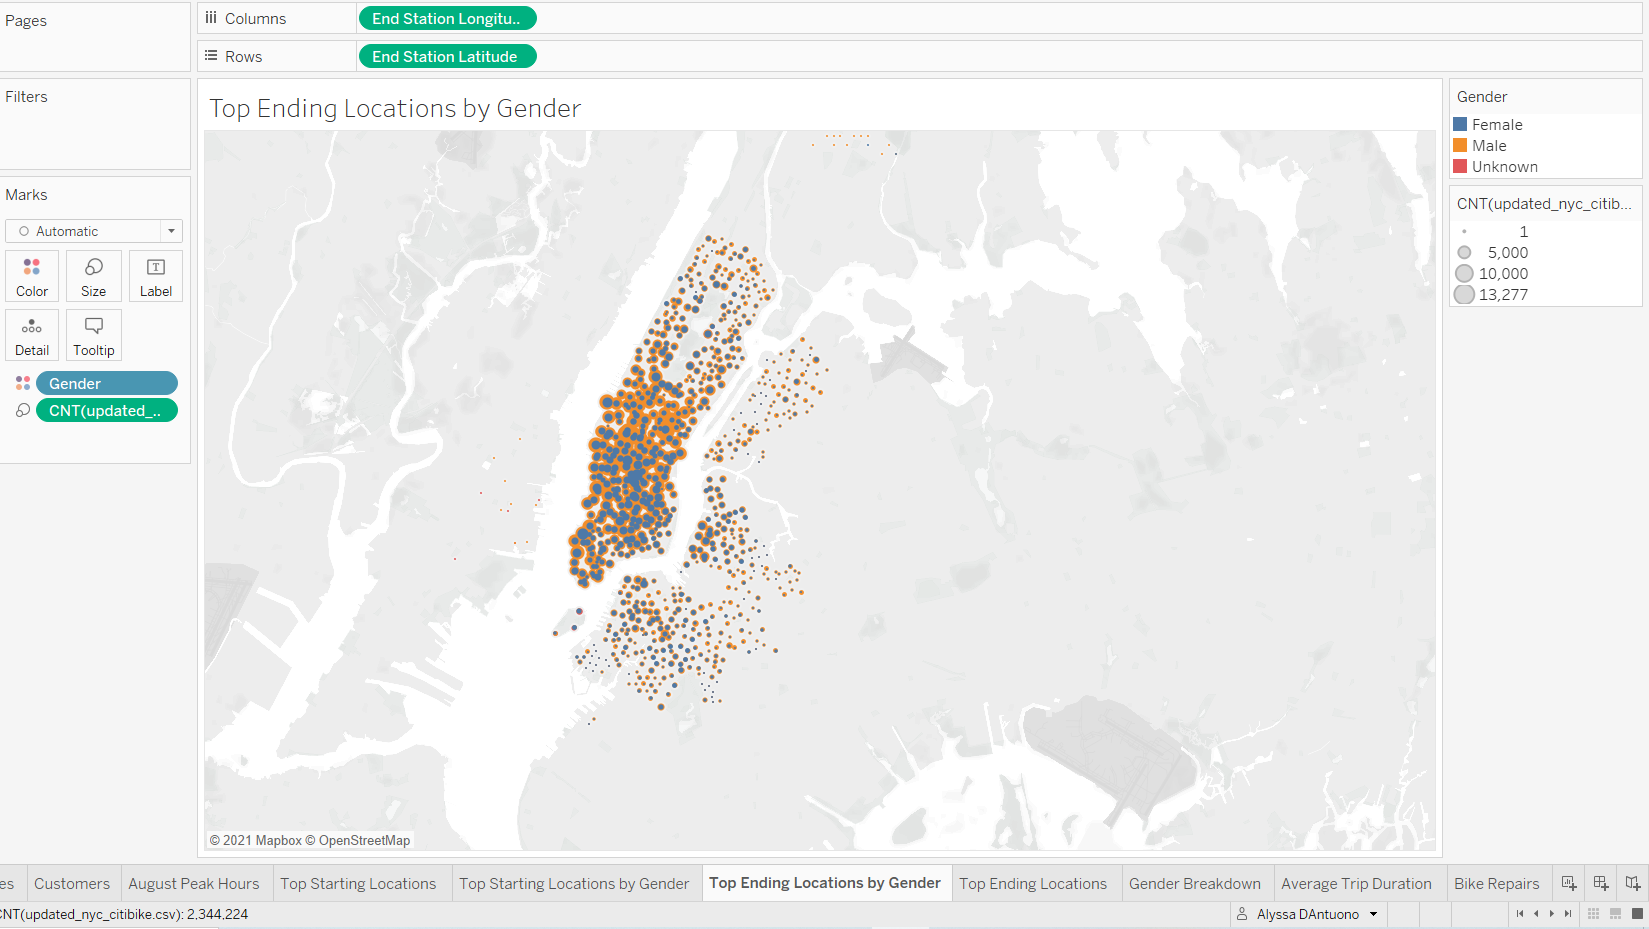 Pages
Columns
End Station Longitu..
Rows
End Station Latitude
Filters
Marks
Automatic
Color
Size
Label
Detail
Tooltip
Gender
CNT(updated_..
Top Ending Locations by Gender
© 2021 Mapbox © OpenStreetMap
Gender
Female
Male
Unknown
CNT(updated_nyc_citib...
1
5,000
10,000
13,277
es
Customers
August Peak Hours
Top Starting Locations
Top Starting Locations by Gender
Top Ending Locations by Gender
Top Ending Locations
Gender Breakdown
Average Trip Duration
Bike Repairs
CNT(updated_nyc_citibike.csv): 2,344,224
Alyssa DAntuono